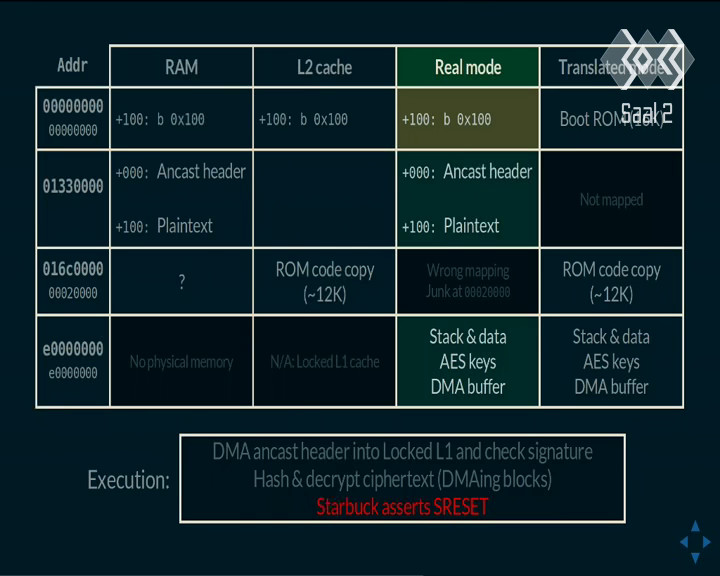 Addr RAM L2 cache Real mode Translated mode
00000000
00000000
+100: b 0x100 +100: b 0x100 +100: b 0x100 Boot ROM (16K)
Saal 2
01330000
+000: Ancast header
+100: Plaintext
+000: Ancast header
+100: Plaintext
Not mapped
016c0000
00020000
?
ROM code copy
(~12K)
Wrong mapping
Junk at 00020000
ROM code copy
(~12K)
e0000000
e0000000
No physical memory
N/A: Locked L1 cache
Stack & data
AES keys
DMA buffer
Stack & data
AES keys
DMA buffer
Execution:
DMA ancast header into Locked L1 and check signature
Hash & decrypt ciphertext (DMAing blocks)
Starbuck asserts SRESET